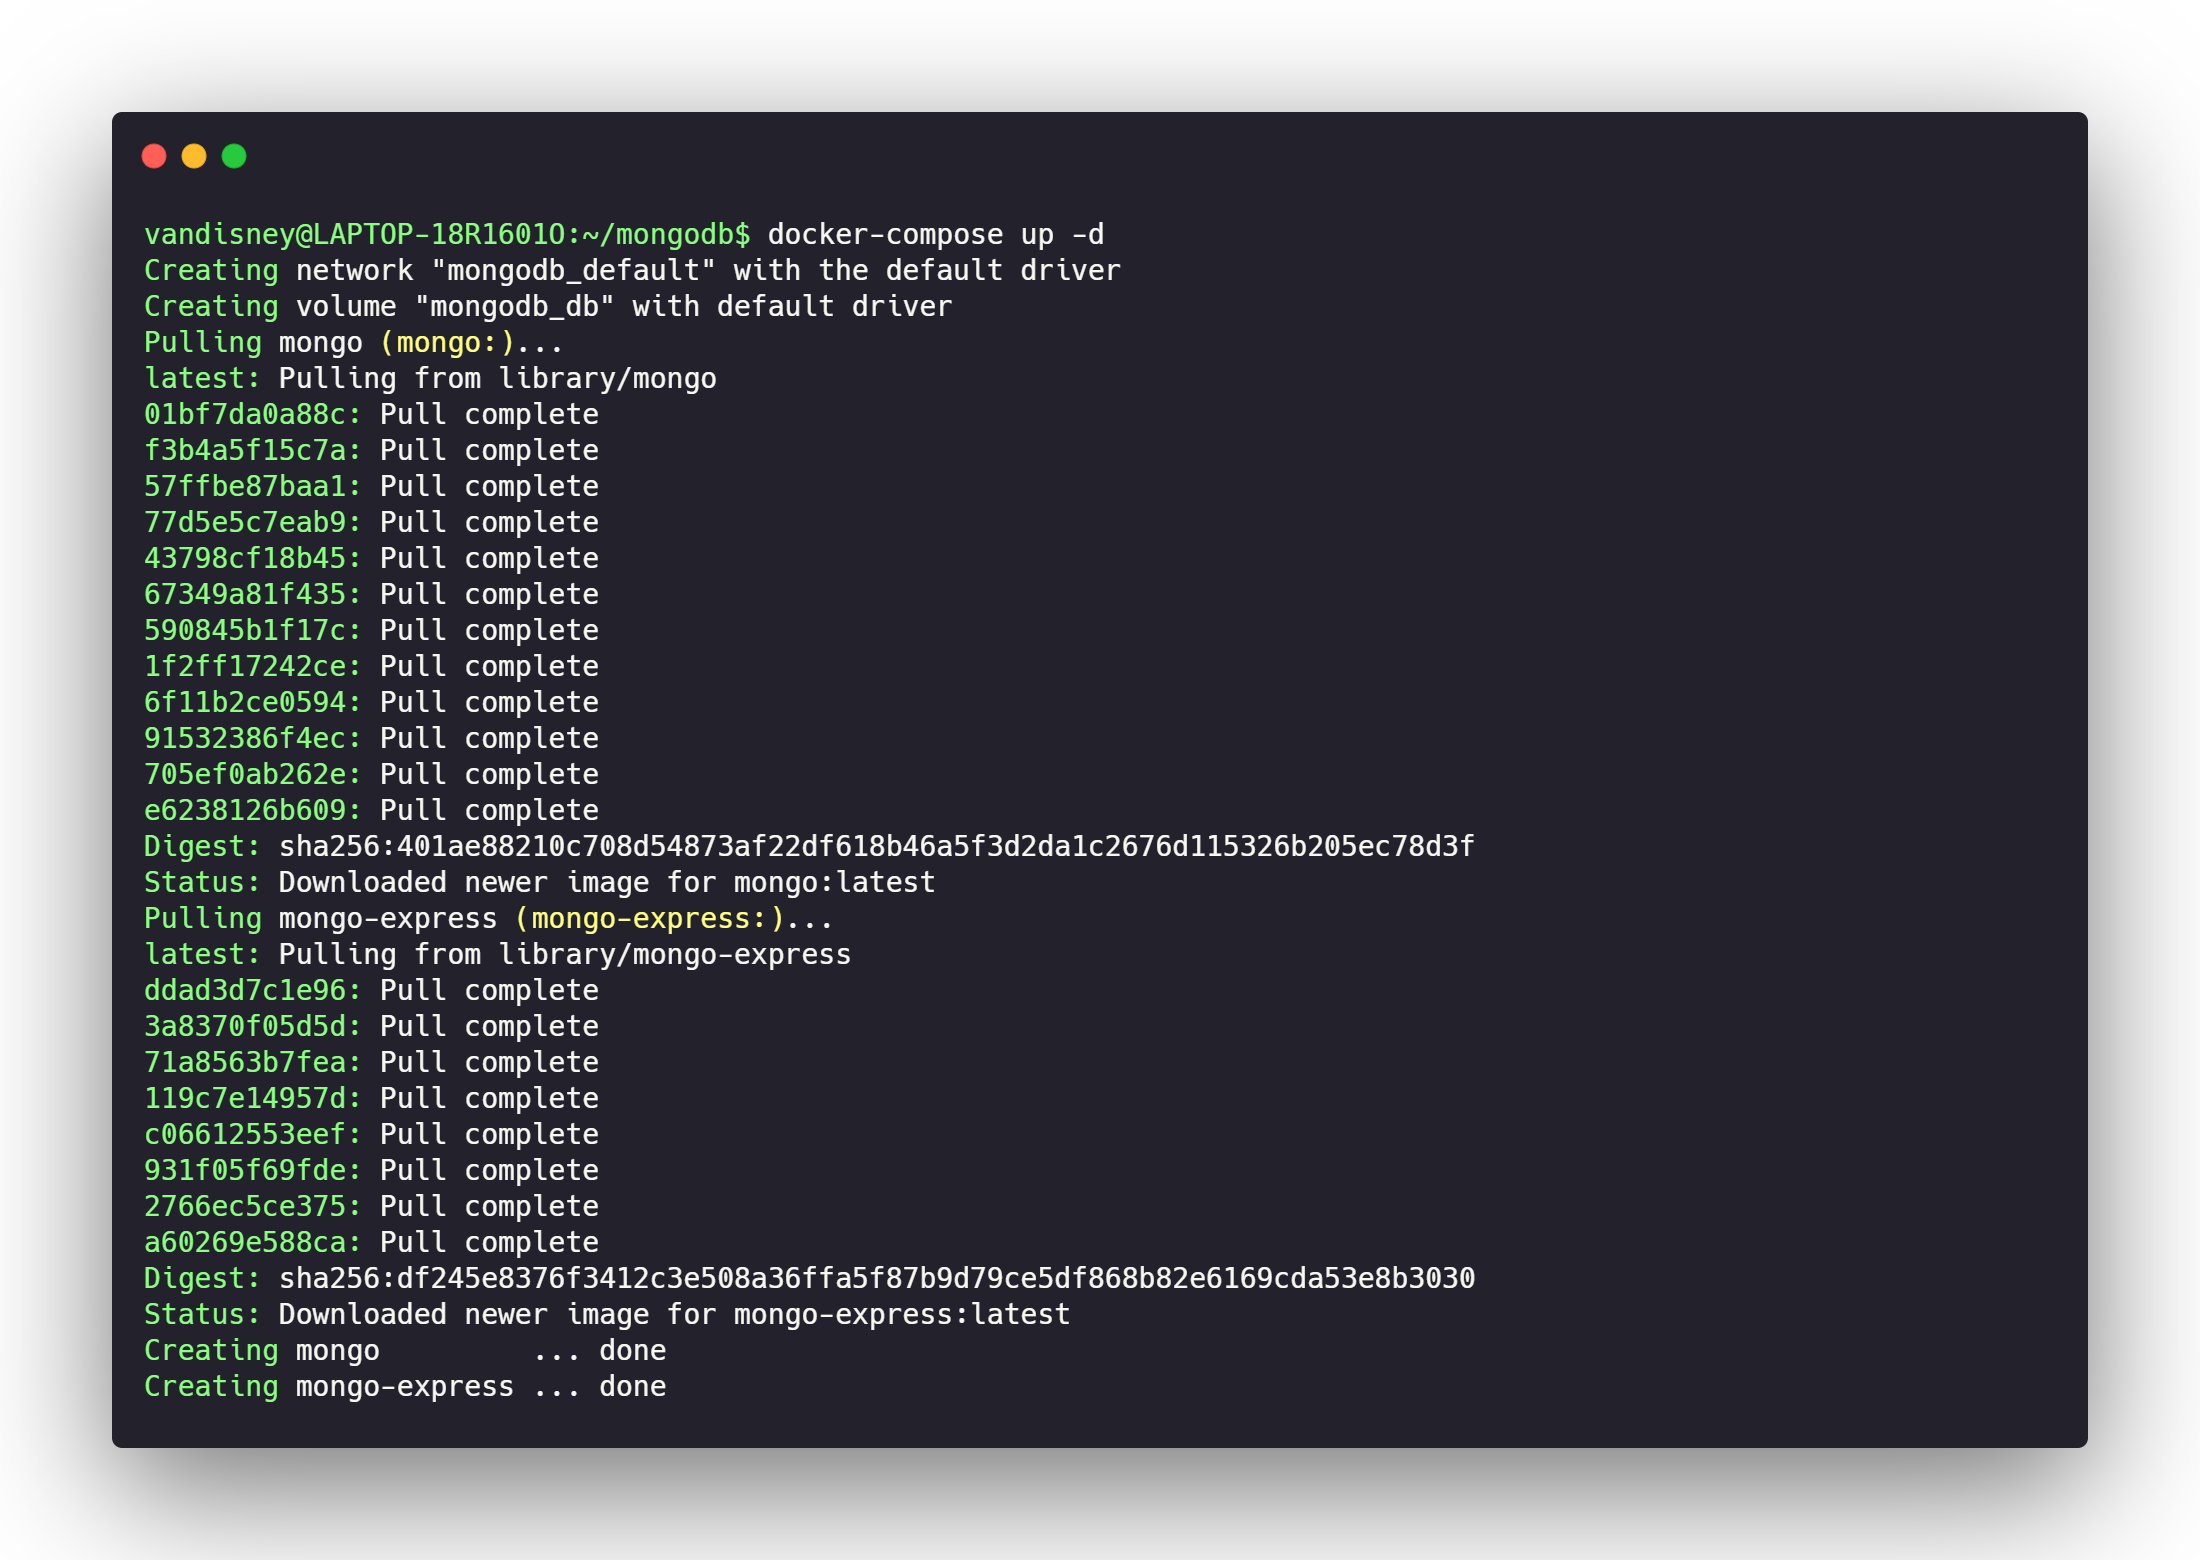 vandisney@LAPTOP-18R1601O:~/mongodb$ docker-compose up -d
Creating network "mongodb_default" with the default driver
Creating volume "mongodb_db" with default driver
Pulling mongo (mongo:)...
latest: Pulling from library/mongo
01bf7da0a88c: Pull complete
f3b4a5f15c7a: Pull complete
57ffbe87baa1: Pull complete
77d5e5c7eab9: Pull complete
43798cf18b45: Pull complete
67349a81f435: Pull complete
590845b1f17c: Pull complete
1f2ff17242ce: Pull complete
6f11b2ce0594: Pull complete
91532386f4ec: Pull complete
705ef0ab262e: Pull complete
e6238126b609: Pull complete
Digest: sha256:401ae88210c708d54873af22df618b46a5f3d2da1c2676d115326b205ec78d3f
Status: Downloaded newer image for mongo:latest
Pulling mongo-express (mongo-express:)...
latest: Pulling from library/mongo-express
ddad3d7c1e96: Pull complete
3a8370f05d5d: Pull complete
71a8563b7fea: Pull complete
119c7e14957d: Pull complete
c06612553eef: Pull complete
931f05f69fde: Pull complete
2766ec5ce375: Pull complete
a60269e588ca: Pull complete
Digest: sha256:df245e8376f3412c3e508a36ffa5f87b9d79ce5df868b82e6169cda53e8b3030
Status: Downloaded newer image for mongo-express:latest
Creating mongo         ... done
Creating mongo-express ... done